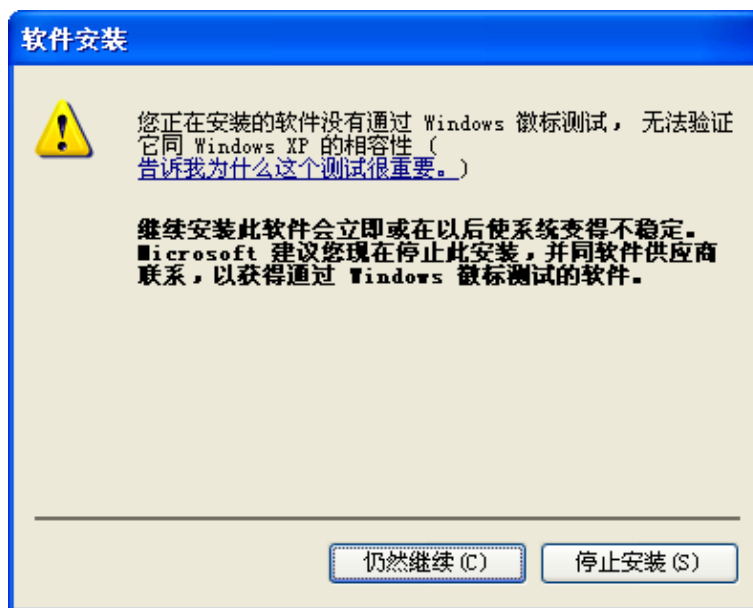 软件安装
您正在安装的软件没有通过 Windows 徽标测试， 无法验证
它同 Windows XP 的相容性 (
告诉我为什么这个测试很重要。)
继续安装此软件会立即或在以后使系统变得不稳定。
Microsoft 建议您现在停止此安装，并同软件供应商
联系，以获得通过 Windows 徽标测试的软件。
仍然继续(C) 停止安装(S)